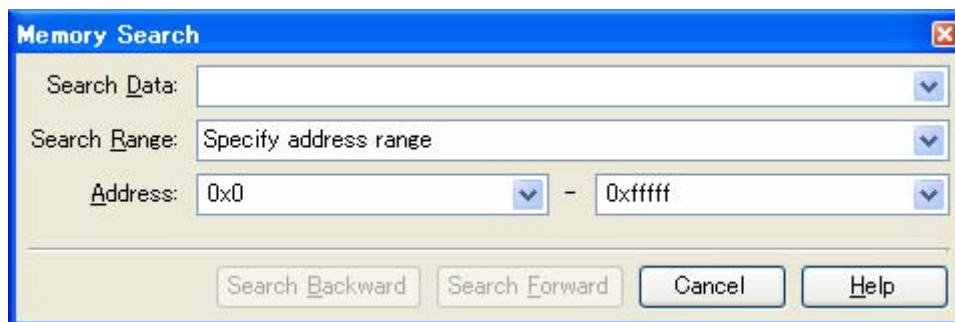 Memory Search
Search Data:
Search Range: Specify address range
Address: 0x0 - 0xfffff
Search Backward Search Forward Cancel Help